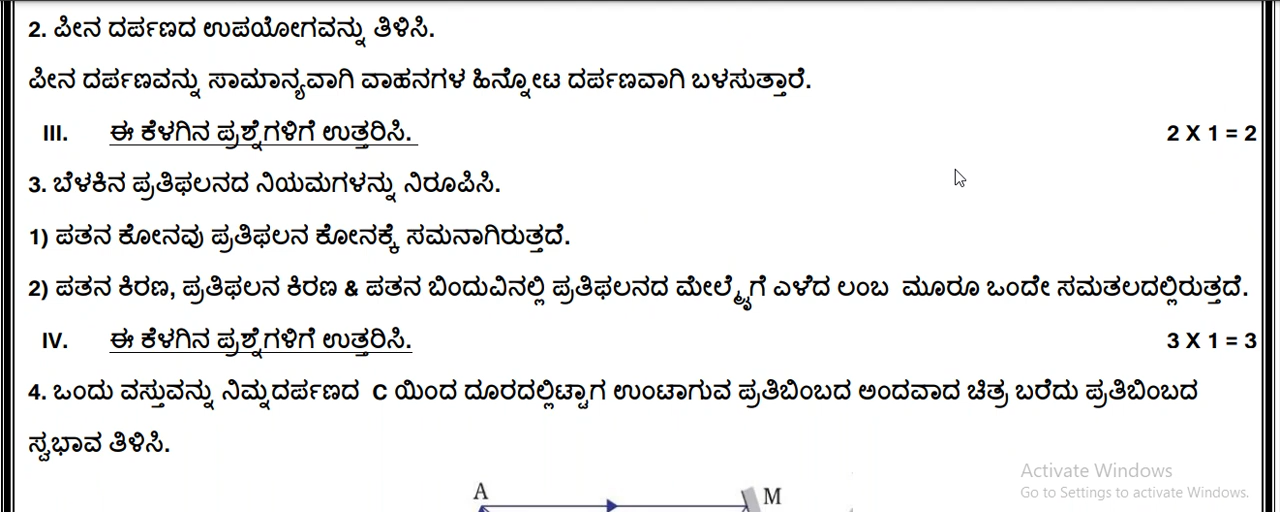 2. ಪೀನ ದರ್ಪಣದ ಉಪಯೋಗವನ್ನು ತಿಳಿಸಿ.
ಪೀನ ದರ್ಪಣವನ್ನು ಸಾಮಾನ್ಯವಾಗಿ ವಾಹನಗಳ ಹಿನ್ನೋಟ ದರ್ಪಣವಾಗಿ ಬಳಸುತ್ತಾರೆ.
III. ಈ ಕೆಳಗಿನ ಪ್ರಶ್ನೆಗಳಿಗೆ ಉತ್ತರಿಸಿ. 2 X 1 = 2
3. ಬೆಳಕಿನ ಪ್ರತಿಫಲನದ ನಿಯಮಗಳನ್ನು ನಿರೂಪಿಸಿ.
1) ಪತನ ಕೋನವು ಪ್ರತಿಫಲನ ಕೋನಕ್ಕೆ ಸಮನಾಗಿರುತ್ತದೆ.
2) ಪತನ ಕಿರಣ, ಪ್ರತಿಫಲನ ಕಿರಣ & ಪತನ ಬಿಂದುವಿನಲ್ಲಿ ಪ್ರತಿಫಲನದ ಮೇಲ್ಮೈಗೆ ಎಳೆದ ಲಂಬ ಮೂರೂ ಒಂದೇ ಸಮತಲದಲ್ಲಿರುತ್ತದೆ.
IV. ಈ ಕೆಳಗಿನ ಪ್ರಶ್ನೆಗಳಿಗೆ ಉತ್ತರಿಸಿ. 3 X 1 = 3
4. ಒಂದು ವಸ್ತುವನ್ನು ನಿಮ್ನದರ್ಪಣದ C ಯಿಂದ ದೂರದಲ್ಲಿಟ್ಟಾಗ ಉಂಟಾಗುವ ಪ್ರತಿಬಿಂಬದ ಅಂದವಾದ ಚಿತ್ರ ಬರೆದು ಪ್ರತಿಬಿಂಬದ
ಸ್ವಭಾವ ತಿಳಿಸಿ.
Activate Windows
Go to Settings to activate Windows.
A M